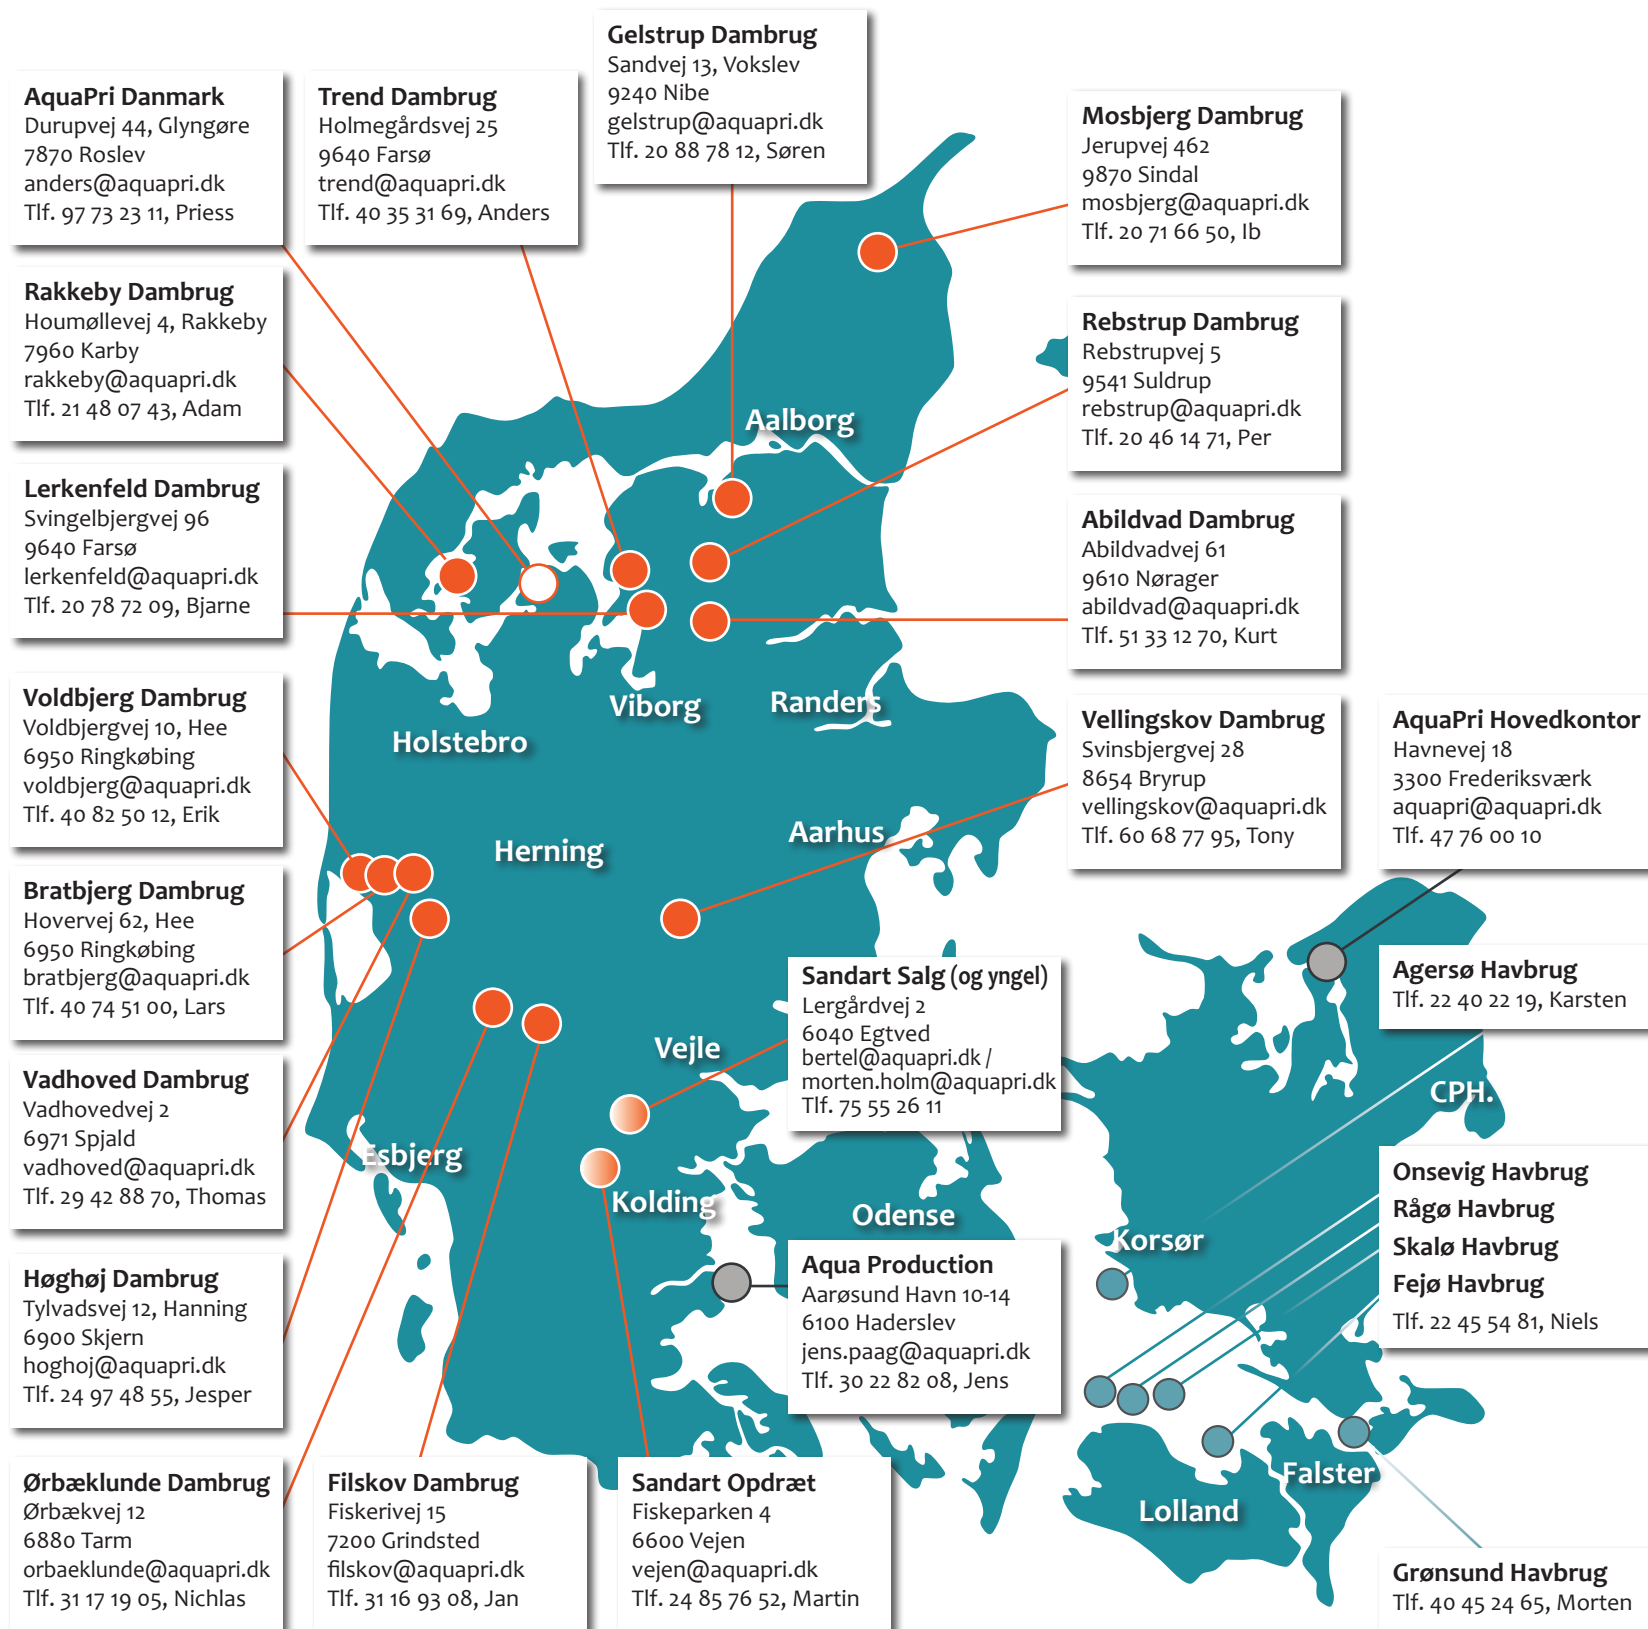 Gelstrup Dambrug
Sandvej 13, Vokslev
9240 Nibe
gelstrup@aquapri.dk
Tlf. 20 88 78 12, Søren
AquaPri Danmark
Durupvej 44, Glyngøre
7870 Roslev
anders@aquapri.dk
Tlf. 97 73 23 11, Priess
Trend Dambrug
Holmegårdsvej 25
9640 Farsø
trend@aquapri.dk
Tlf. 40 35 31 69, Anders
Mosbjerg Dambrug
Jerupvej 462
9870 Sindal
mosbjerg@aquapri.dk
Tlf. 20 71 66 50, Ib
Rakkeby Dambrug
Houmøllevej 4, Rakkeby
7960 Karby
rakkeby@aquapri.dk
Tlf. 21 48 07 43, Adam
Rebstrup Dambrug
Rebstrupvej 5
9541 Suldrup
rebstrup@aquapri.dk
Tlf. 20 46 14 71, Per
Aalborg
Lerkenfeld Dambrug
Svingelbjergvej 96
9640 Farsø
lerkenfeld@aquapri.dk
Tlf. 20 78 72 09, Bjarne
Abildvad Dambrug
Abildvadvej 61
9610 Nørager
abildvad@aquapri.dk
Tlf. 51 33 12 70, Kurt
Viborg
Randers
Holstebro
Voldbjerg Dambrug
Voldbjergvej 10, Hee
6950 Ringkøbing
voldbjerg@aquapri.dk
Tlf. 40 82 50 12, Erik
Vellingskov Dambrug
Svinsbjergvej 28
8654 Bryrup
vellingskov@aquapri.dk
Tlf. 60 68 77 95, Tony
AquaPri Hovedkontor
Havnevej 18
3300 Frederiksværk
aquapri@aquapri.dk
Tlf. 47 76 00 10
Aarhus
Herning
Bratbjerg Dambrug
Hovervej 62, Hee
6950 Ringkøbing
bratbjerg@aquapri.dk
Tlf. 40 74 51 00, Lars
Sandart Salg (og yngel)
Lergårdvej 2
6040 Egtved
bertel@aquapri.dk /
morten.holm@aquapri.dk
Tlf. 75 55 26 11
Agersø Havbrug
Tlf. 22 40 22 19, Karsten
Vejle
CPH.
Vadhoved Dambrug
Vadhovedvej 2
6971 Spjald
vadhoved@aquapri.dk
Tlf. 29 42 88 70, Thomas
Esbjerg
Kolding
Odense
Korsør
Onsevig Havbrug
Rågø Havbrug
Skalø Havbrug
Fejø Havbrug
Tlf. 22 45 54 81, Niels
Høghøj Dambrug
Tylvadsvej 12, Hanning
6900 Skjern
hoghoj@aquapri.dk
Tlf. 24 97 48 55, Jesper
Aqua Production
Aarøsund Havn 10-14
6100 Haderslev
jens.paag@aquapri.dk
Tlf. 30 22 82 08, Jens
Falster
Lolland
Ørbæklunde Dambrug
Ørbækvej 12
6880 Tarm
orbaeklunde@aquapri.dk
Tlf. 31 17 19 05, Nichlas
Filskov Dambrug
Fiskerivej 15
7200 Grindsted
filskov@aquapri.dk
Tlf. 31 16 93 08, Jan
Sandart Opdræt
Fiskeparken 4
6600 Vejen
vejen@aquapri.dk
Tlf. 24 85 76 52, Martin
Grønsund Havbrug
Tlf. 40 45 24 65, Morten